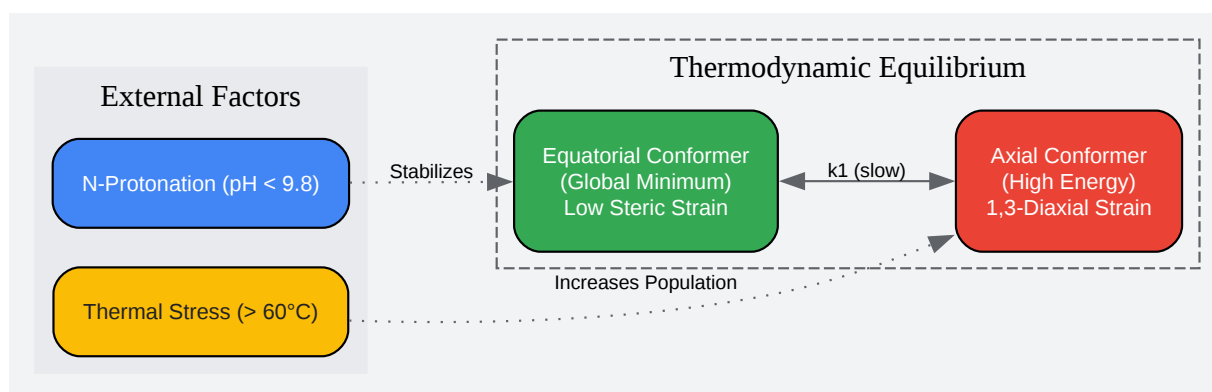 External Factors
N-Protonation (pH < 9.8)
Thermal Stress (> 60°C)
Stabilizes
Increases Population
Thermodynamic Equilibrium
Equatorial Conformer
(Global Minimum)
Low Steric Strain
k1 (slow)
Axial Conformer
(High Energy)
1,3-Diaxial Strain